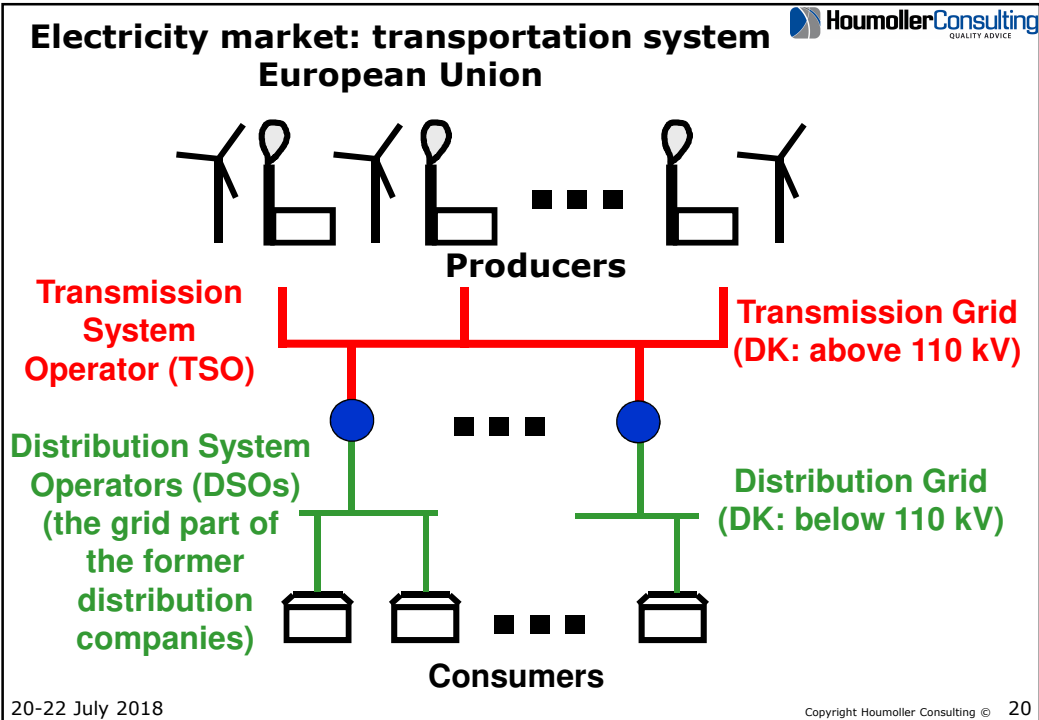 Electricity market: transportation system
European Union
HoumollerConsulting
QUALITY ADVICE
Producers
Transmission
System
Operator (TSO)
Transmission Grid
(DK: above 110 kV)
Distribution System
Operators (DSOs)
(the grid part of
the former
distribution
companies)
Distribution Grid
(DK: below 110 kV)
Consumers
20-22 July 2018
Copyright Houmoller Consulting © 20